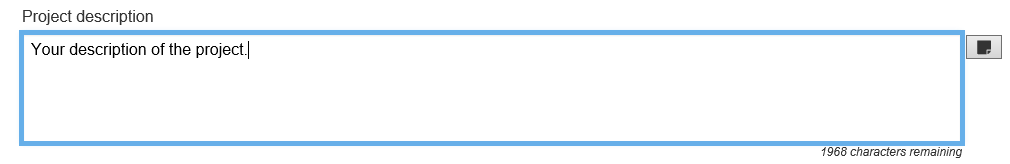 Project description
Your description of the project.
1968 characters remaining